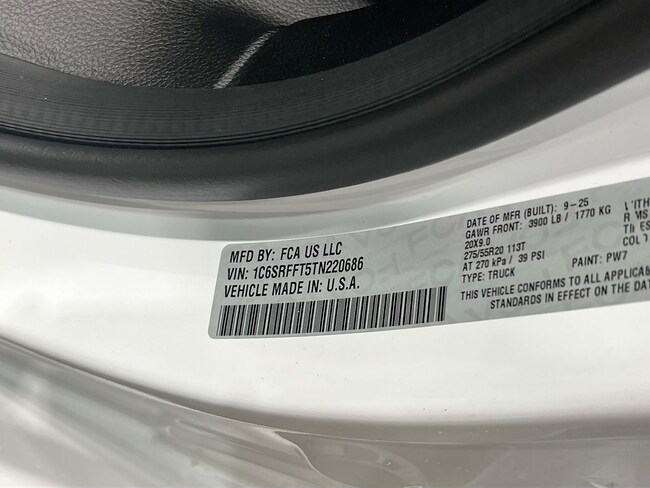 MFD BY: FCA US LLC
VIN: 1C6SRFFT5TN220686
VEHICLE MADE IN: U.S.A.
DATE OF MFR (BUILT): 9-25
GAWR FRONT: 3900 LB / 1770 KG
20X9.0
275/55R20 113T
AT 270 kPa / 39 PSI
TYPE: TRUCK
PAINT: PW7
THIS VEHICLE CONFORMS TO ALL
STANDARDS IN EFFECT ON THE DA